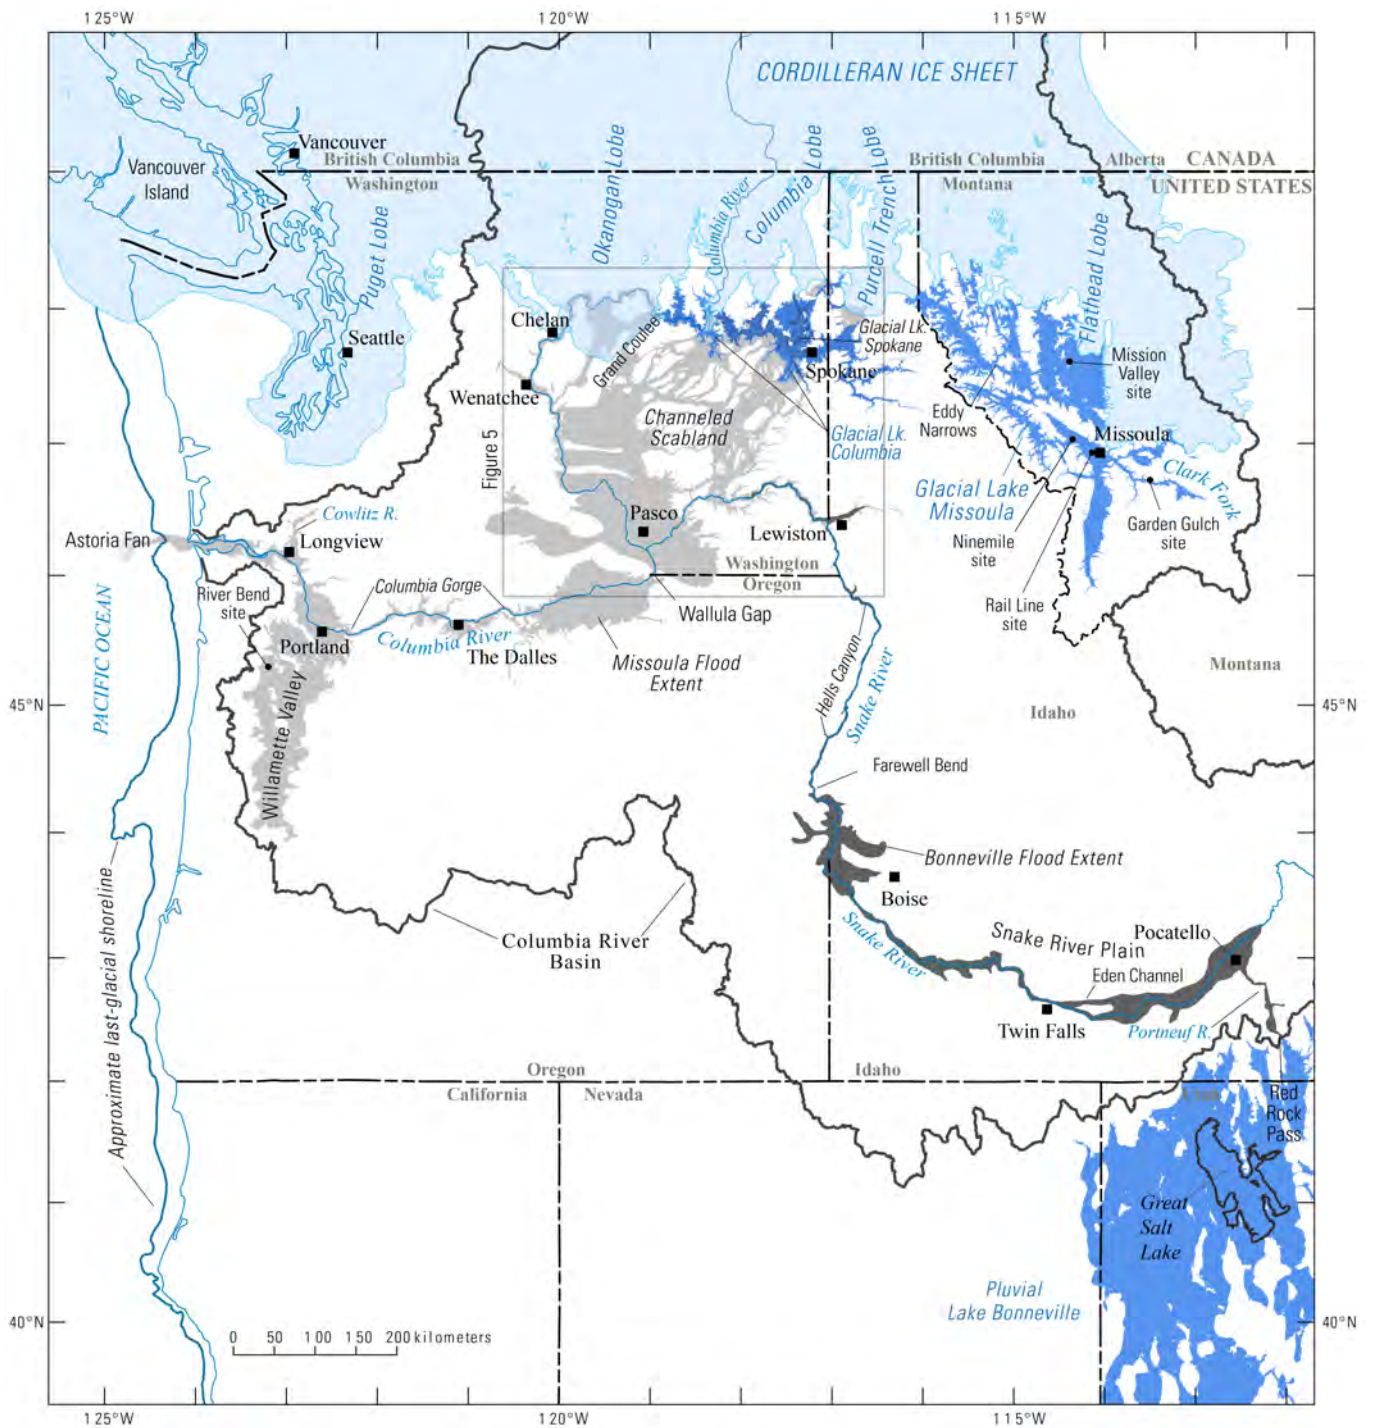 125°W
120°W
115°W
CORDILLERAN ICE SHEET
Vancouver
Vancouver
Island
British Columbia
Washington
Okanogan Lobe
Columbia River
Columbia Lobe
Purcell Trench Lobe
British Columbia
Montana
Alberta
CANADA
UNITED STATES
Puget Lobe
Flathead Lobe
Seattle
Chelan
Grand Coulee
Glacial Lk.
Spokane
Spokane
Mission
Valley
site
Wenatchee
Channeled
Scabland
Eddy
Narrows
Missoula
Figure 5
Glacial Lk.
Columbia
Clark Fork
Glacial Lake
Missoula
Ninemile
site
Garden Gulch
site
Rail Line
site
Pasco
Lewiston
Cowlitz R.
Longview
Astoria Fan
Washington
Oregon
Columbia Gorge
River Bend
site
Wallula Gap
Portland
Columbia River
The Dalles
Missoula Flood
Extent
Hells Canyon
Snake River
Montana
Idaho
PACIFIC OCEAN
45°N
45°N
Willamette Valley
Farewell Bend
Bonneville Flood Extent
Boise
Approximate last-glacial shoreline
Columbia River
Basin
Snake River
Snake River Plain
Pocatello
Eden Channel
Twin Falls
Portneuf R.
Oregon
California
Nevada
Idaho
Utah
Red
Rock
Pass
Great
Salt
Lake
Pluvial
Lake Bonneville
40°N
40°N
0 50 100 150 200 kilometers
125°W
120°W
115°W